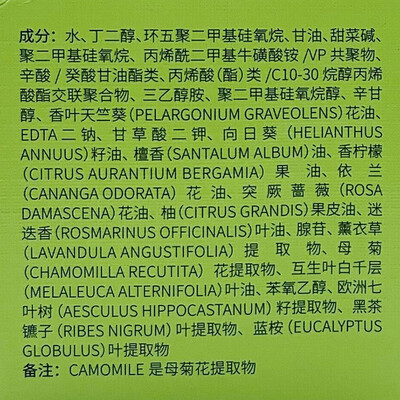 成分：水、丁二醇、环五聚二甲基硅氧烷、甘油、甜菜碱、
聚二甲基硅氧烷、丙烯酰二甲基牛磺酸铵/VP 共聚物、
辛酸/癸酸甘油酯类、丙烯酸（酯）类/C10-30 烷醇丙烯
酸酯交联聚合物、三乙醇胺、聚二甲基硅氧烷醇、辛甘
醇、香叶天竺葵（PELARGONIUM GRAVEOLENS）花油、
EDTA 二钠、甘草酸二钾、向日葵（HELIANTHUS
ANNUUS）籽油、檀香（SANTALUM ALBUM）油、香柠檬
（CITRUS AURANTIUM BERGAMIA）果油、依兰
（CANANGA ODORATA）花油、突厥蔷薇（ROSA
DAMASCENA）花油、柚（CITRUS GRANDIS）果皮油、迷
迭香（ROSMARINUS OFFICINALIS）叶油、腺苷、薰衣草
（LAVANDULA ANGUSTIFOLIA）提取物、母菊
（CHAMOMILLA RECUTITA）花提取物、互生叶白千层
（MELALEUCA ALTERNIFOLIA）叶油、苯氧乙醇、欧洲七
叶树（AESCULUS HIPPOCASTANUM）籽提取物、黑茶
镳子（RIBES NIGRUM）叶提取物、蓝桉（EUCALYPTUS
GLOBULUS）叶提取物
备注：CAMOMILE 是母菊花提取物